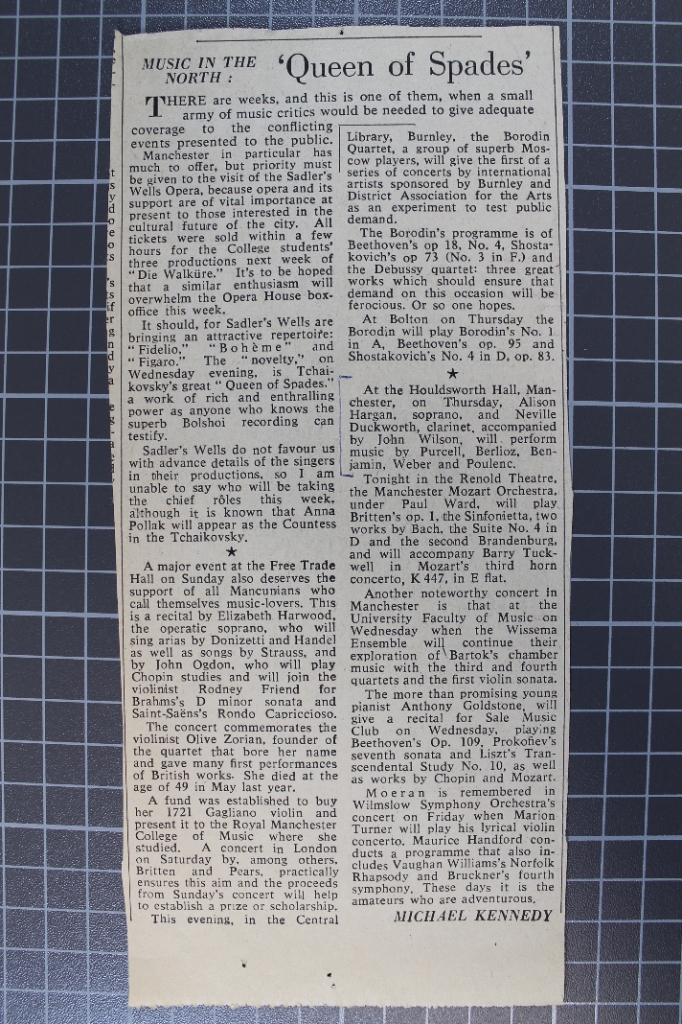 MUSIC IN THE
NORTH :
‘Queen of Spades’
THERE are weeks, and this is one of them, when a small
army of music critics would be needed to give adequate
coverage to the conflicting
events presented to the public.
Manchester in particular has
much to offer, but priority must
be given to the visit of the Sadler's
Wells Opera, because opera and its
support are of vital importance at
present to those interested in the
cultural future of the city. All
tickets were sold within a few
hours for the College students'
three productions next week of
"Die Walküre." It's to be hoped
that a similar enthusiasm will
overwhelm the Opera House box-
office this week.
It should, for Sadler's Wells are
bringing an attractive repertoire:
"Fidelio," "Bohème" and
"Figaro." The "novelty," on
Wednesday evening, is Tchai-
kovsky's great "Queen of Spades,"
a work of rich and enthralling
power as anyone who knows the
superb Bolshoi recording can
testify.
Sadler's Wells do not favour us
with advance details of the singers
in their productions, so I am
unable to say who will be taking
the chief rôles this week,
although it is known that Anna
Pollak will appear as the Countess
in the Tchaikovsky.
★
A major event at the Free Trade
Hall on Sunday also deserves the
support of all Mancunians who
call themselves music-lovers. This
is a recital by Elizabeth Harwood,
the operatic soprano, who will
sing arias by Donizetti and Handel
as well as songs by Strauss, and
by John Ogdon, who will play
Chopin studies and will join the
violinist Rodney Friend for
Brahms's D minor sonata and
Saint-Saëns's Rondo Capriccioso.
The concert commemorates the
violinist Olive Zorian, founder of
the quartet that bore her name
and gave many first performances
of British works. She died at the
age of 49 in May last year.
A fund was established to buy
her 1721 Gagliano violin and
present it to the Royal Manchester
College of Music where she
studied. A concert in London
on Saturday by, among others,
Britten and Pears, practically
ensures this aim and the proceeds
from Sunday's concert will help
to establish a prize or scholarship.
This evening, in the Central
Library, Burnley, the Borodin
Quartet, a group of superb Mos-
cow players, will give the first of a
series of concerts by international
artists sponsored by Burnley and
District Association for the Arts
as an experiment to test public
demand.
The Borodin's programme is of
Beethoven's op 18, No. 4, Shosta-
kovich's op 73 (No. 3 in F.) and
the Debussy quartet: three great
works which should ensure that
demand on this occasion will be
ferocious. Or so one hopes.
At Bolton on Thursday the
Borodin will play Borodin's No. 1
in A, Beethoven's op. 95 and
Shostakovich's No. 4 in D, op. 83.
★
At the Houldsworth Hall, Man-
chester, on Thursday, Alison
Hargan, soprano, and Neville
Duckworth, clarinet, accompanied
by John Wilson, will perform
music by Purcell, Berlioz, Ben-
jamin, Weber and Poulenc.
Tonight in the Renold Theatre,
the Manchester Mozart Orchestra,
under Paul Ward, will play
Britten's op. 1, the Sinfonietta, two
works by Bach, the Suite No. 4 in
D and the second Brandenburg,
and will accompany Barry Tuck-
well in Mozart's third horn
concerto, K 447, in E flat.
Another noteworthy concert in
Manchester is that at the
University Faculty of Music on
Wednesday when the Wissema
Ensemble will continue their
exploration of Bartok's chamber
music with the third and fourth
quartets and the first violin sonata.
The more than promising young
pianist Anthony Goldstone, will
give a recital for Sale Music
Club on Wednesday, playing
Beethoven's Op. 109, Prokofiev's
seventh sonata and Liszt's Tran-
scendental Study No. 10, as well
as works by Chopin and Mozart.
Moeran is remembered in
Wilmslow Symphony Orchestra's
concert on Friday when Marion
Turner will play his lyrical violin
concerto. Maurice Handford con-
ducts a programme that also in-
cludes Vaughan Williams's Norfolk
Rhapsody and Bruckner's fourth
symphony. These days it is the
amateurs who are adventurous.
MICHAEL KENNEDY